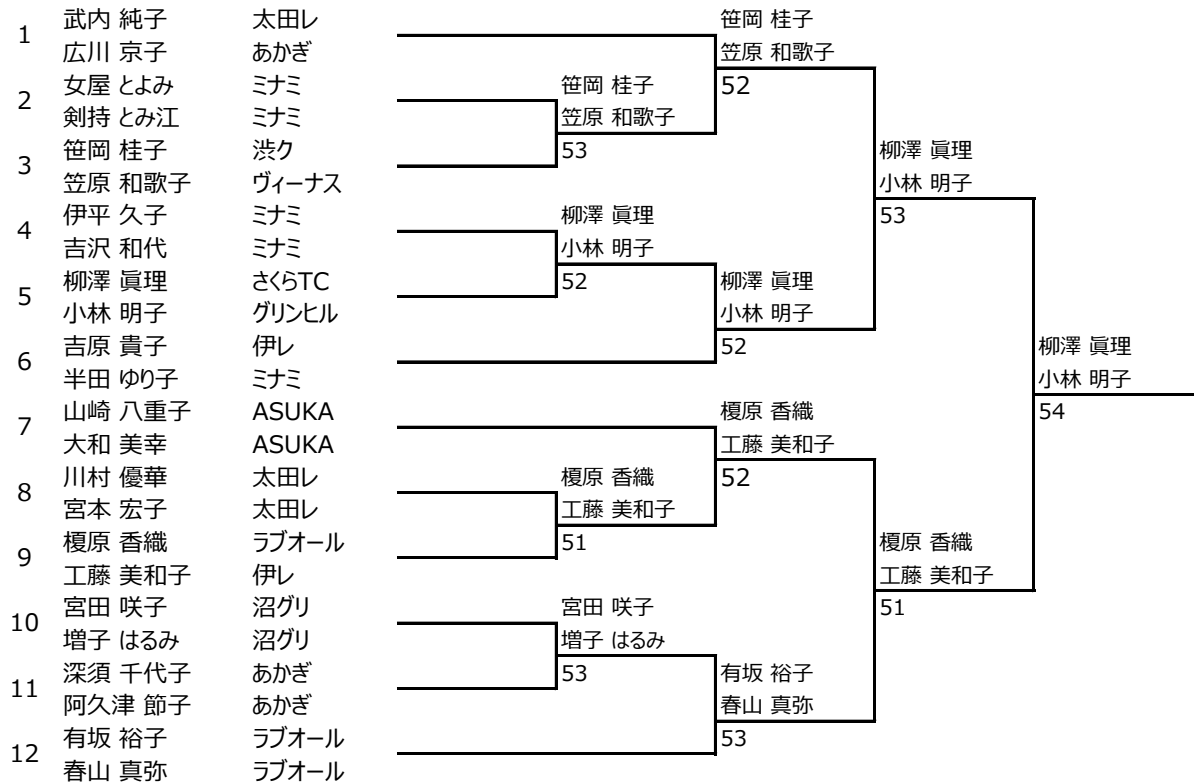 武内 純子 太田レ 笹岡 桂子
1
広川 京子 あかぎ 笠原 和歌子
女屋 とよみ ミナミ 笹岡 桂子 52
2
剣持 とみ江 ミナミ 笠原 和歌子
笹岡 桂子 渋ク 53 柳澤 眞理
3
笠原 和歌子 ヴィーナス 小林 明子
伊平 久子 ミナミ 柳澤 眞理 53
4
吉沢 和代 ミナミ 小林 明子
柳澤 眞理 さくらTC 52 柳澤 眞理
5
小林 明子 グリンヒル 小林 明子
吉原 貴子 伊レ 52 柳澤 眞理
6
半田 ゆり子 ミナミ 小林 明子
山崎 八重子 ASUKA 榎原 香織 54
7
大和 美幸 ASUKA 工藤 美和子
川村 優華 太田レ 榎原 香織 52
8
宮本 宏子 太田レ 工藤 美和子
榎原 香織 ラブオール 51 榎原 香織
9
工藤 美和子 伊レ 工藤 美和子
宮田 咲子 沼グリ 宮田 咲子 51
10
増子 はるみ 沼グリ 増子 はるみ
深須 千代子 あかぎ 53 有坂 裕子
11
阿久津 節子 あかぎ 春山 真弥
有坂 裕子 ラブオール 53
12
春山 真弥 ラブオール